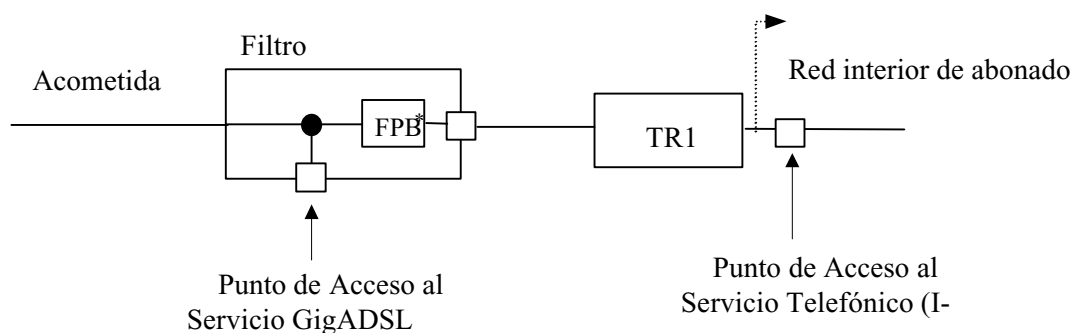 Filtro
Acometida
Red interior de abonado
FPB*
TR1
Punto de Acceso al
Servicio GigADSL
Punto de Acceso al
Servicio Telefónico (I-